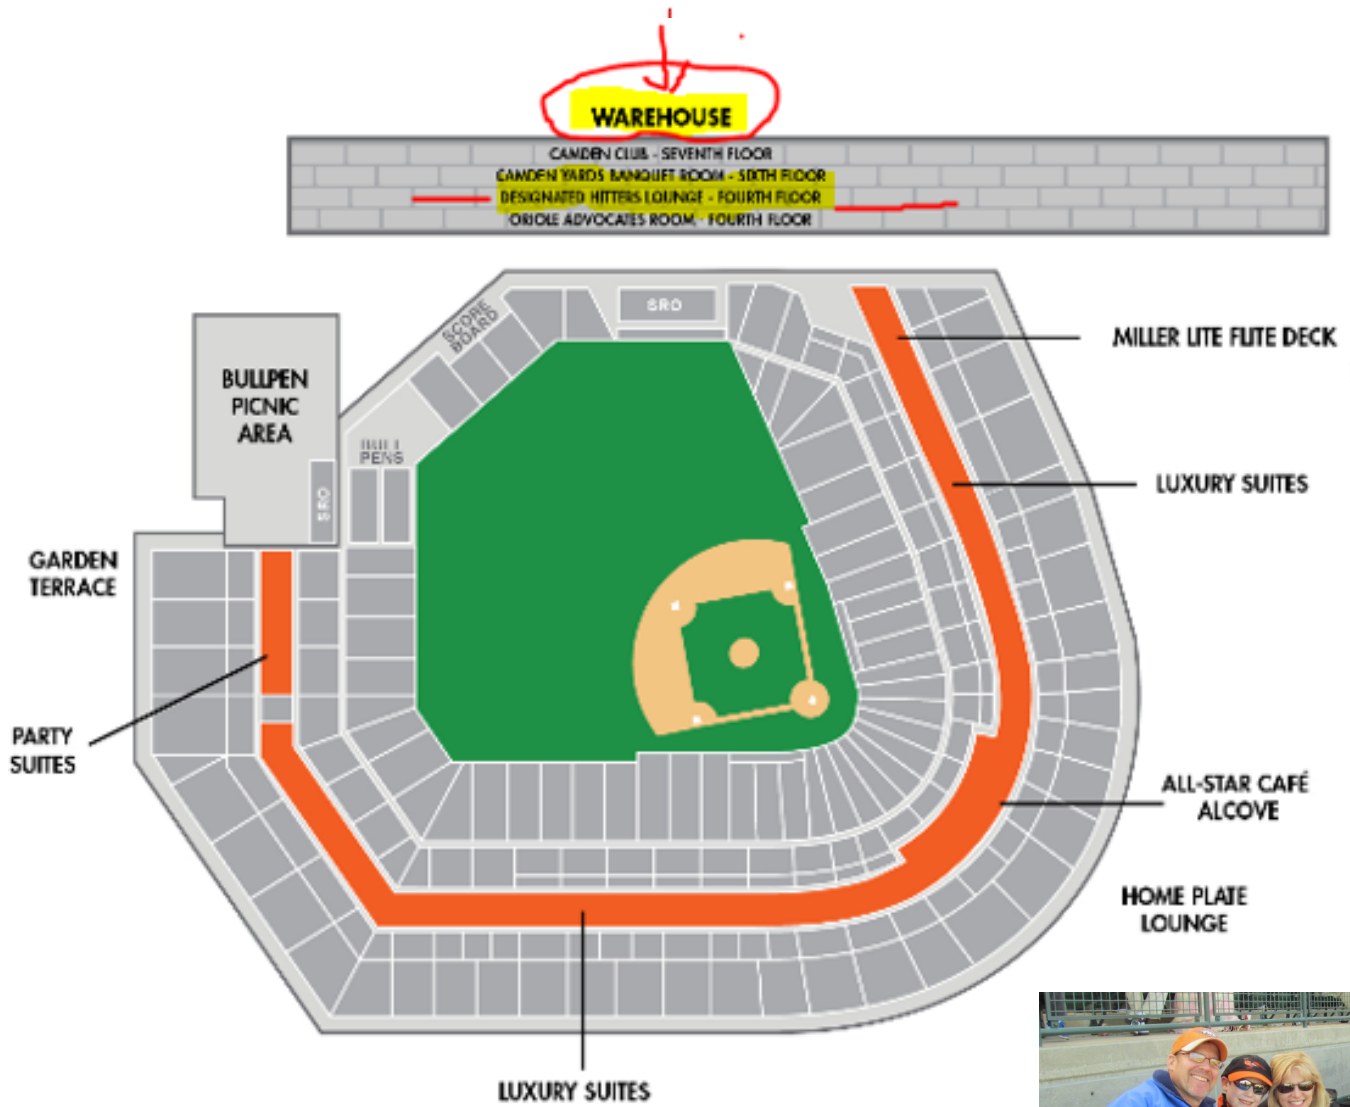 WAREHOUSE
CAMDEN CLUB - SEVENTH FLOOR
CAMDEN YARDS BANQUET ROOM - SIXTH FLOOR
DESIGNATED HITTERS LOUNGE - FOURTH FLOOR
ORIOLE ADVOCATES ROOM - FOURTH FLOOR
SCORE
BOARD
SRO
MILLER LITE FLITE DECK
BULLPEN
PICNIC
AREA
BULL
PENS
LUXURY SUITES
SRO
GARDEN
TERRACE
PARTY
SUITES
ALL-STAR CAFÉ
ALCOVE
HOME PLATE
LOUNGE
LUXURY SUITES